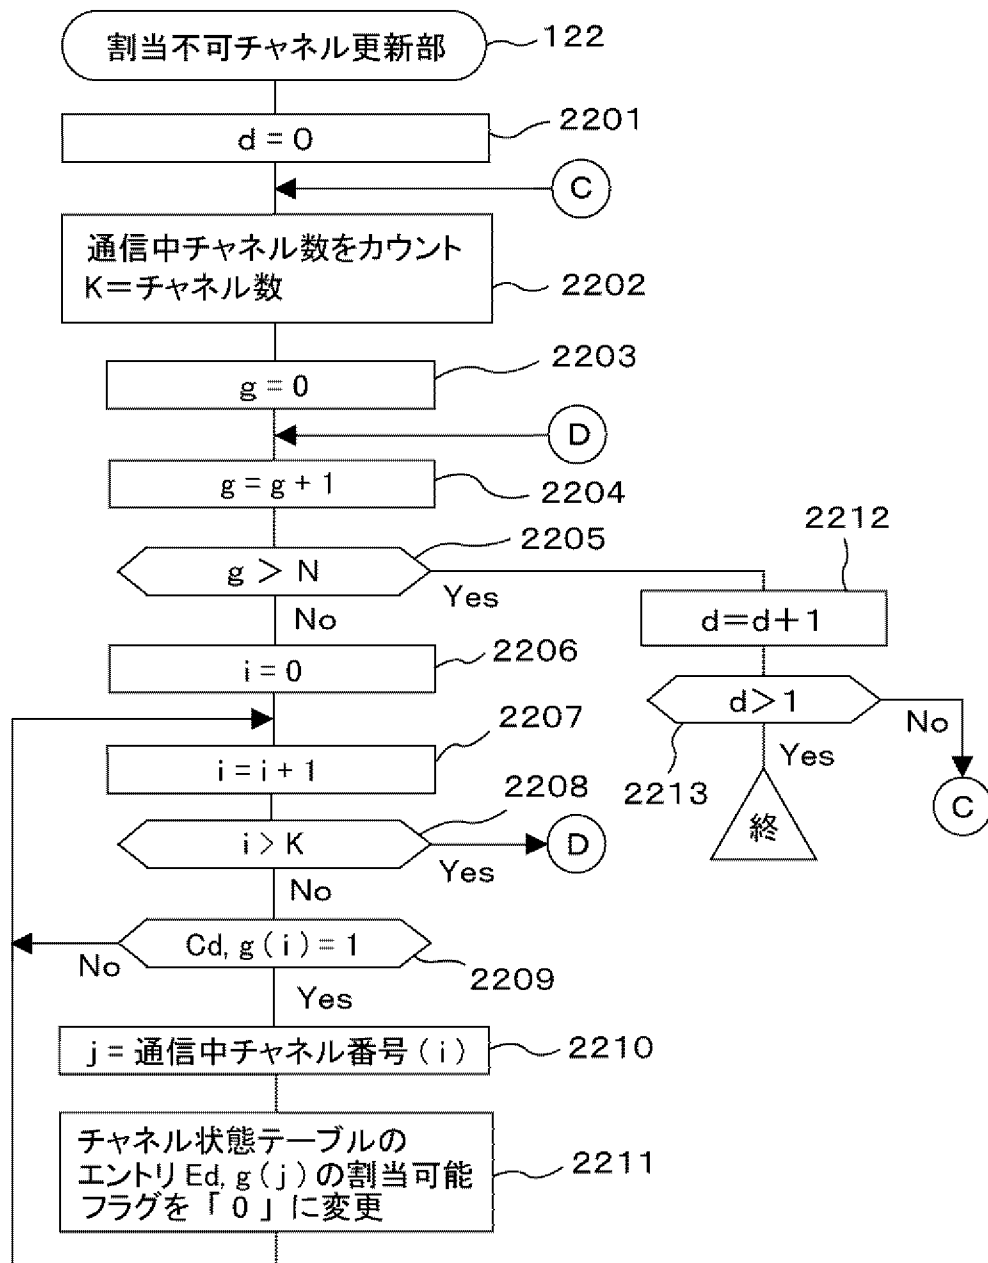 割当不可チャネル更新部
122
d = 0
2201
C
通信中チャネル数をカウント
K＝チャネル数
2202
g = 0
2203
D
g = g + 1
2204
g > N
2205
Yes
No
2212
d＝d＋1
i = 0
2206
d＞1
No
Yes
2213
C
終
2207
i = i + 1
2208
i > K
Yes
D
No
Cd, g ( i ) = 1
No
2209
Yes
j = 通信中チャネル番号 ( i )
2210
チャネル状態テーブルの
エントリ Ed, g ( j ) の割当可能
フラグを「0」に変更
2211